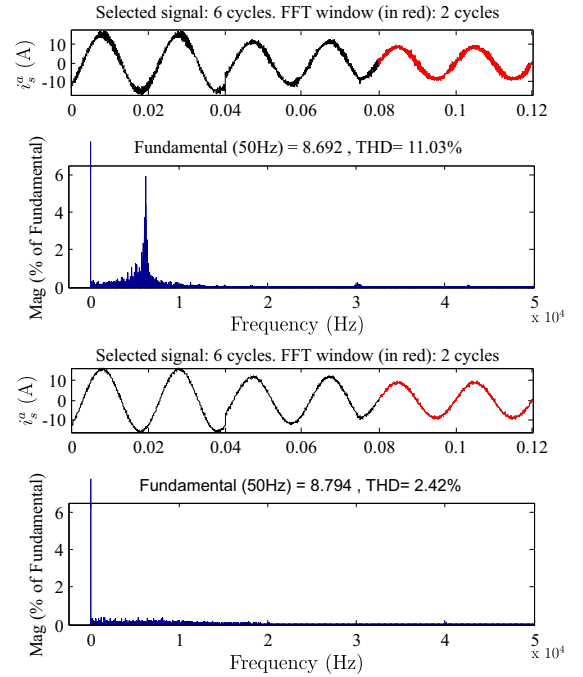 Selected signal: 6 cycles. FFT window (in red): 2 cycles
i_s^a (A)
10
0
-10
0 0.02 0.04 0.06 0.08 0.1 0.12
Fundamental (50Hz) = 8.692 , THD= 11.03%
Mag (% of Fundamental)
6
4
2
0
0 1 2 3 4 5
x 10^4
Frequency (Hz)
Selected signal: 6 cycles. FFT window (in red): 2 cycles
i_s^a (A)
10
0
-10
0 0.02 0.04 0.06 0.08 0.1 0.12
Fundamental (50Hz) = 8.794 , THD= 2.42%
Mag (% of Fundamental)
6
4
2
0
0 1 2 3 4 5
x 10^4
Frequency (Hz)